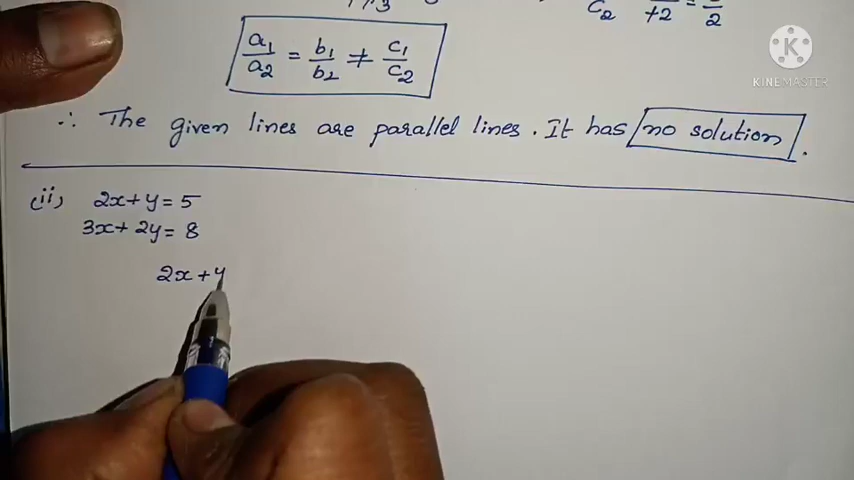 a₁/a₂ = b₁/b₂ ≠ c₁/c₂
∴ The given lines are parallel lines. It has no solution.
(ii) 2x+y=5
3x+2y=8
2x+y
KINEMASTER